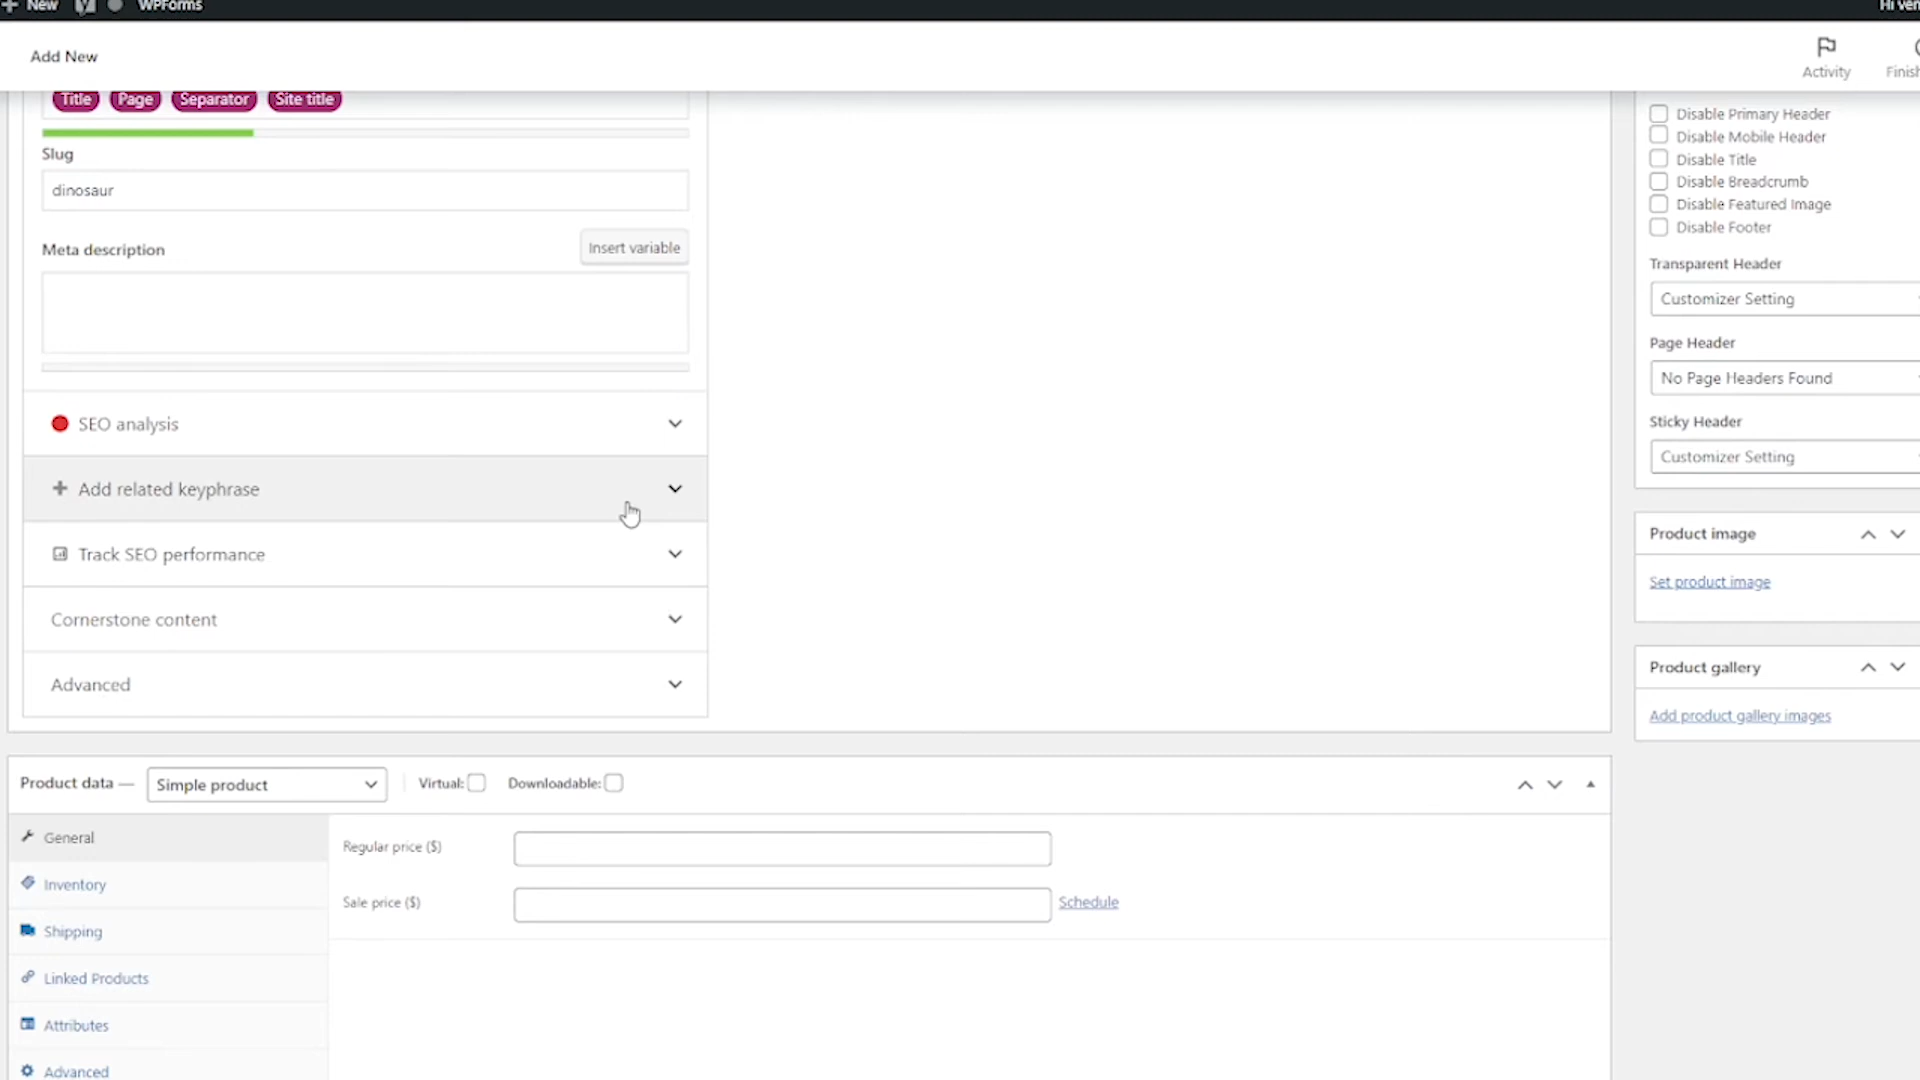 New WPForms
Add New
Activity
Title Page Separator Site title
Slug
dinosaur
Meta description Insert variable
SEO analysis
Add related keyphrase
Track SEO performance
Cornerstone content
Advanced
Disable Primary Header
Disable Mobile Header
Disable Title
Disable Breadcrumb
Disable Featured Image
Disable Footer
Transparent Header
Customizer Setting
Page Header
No Page Headers Found
Sticky Header
Customizer Setting
Product image
Set product image
Product gallery
Add product gallery images
Product data — Simple product Virtual: Downloadable:
General
Inventory
Shipping
Linked Products
Attributes
Advanced
Regular price ($)
Sale price ($) Schedule